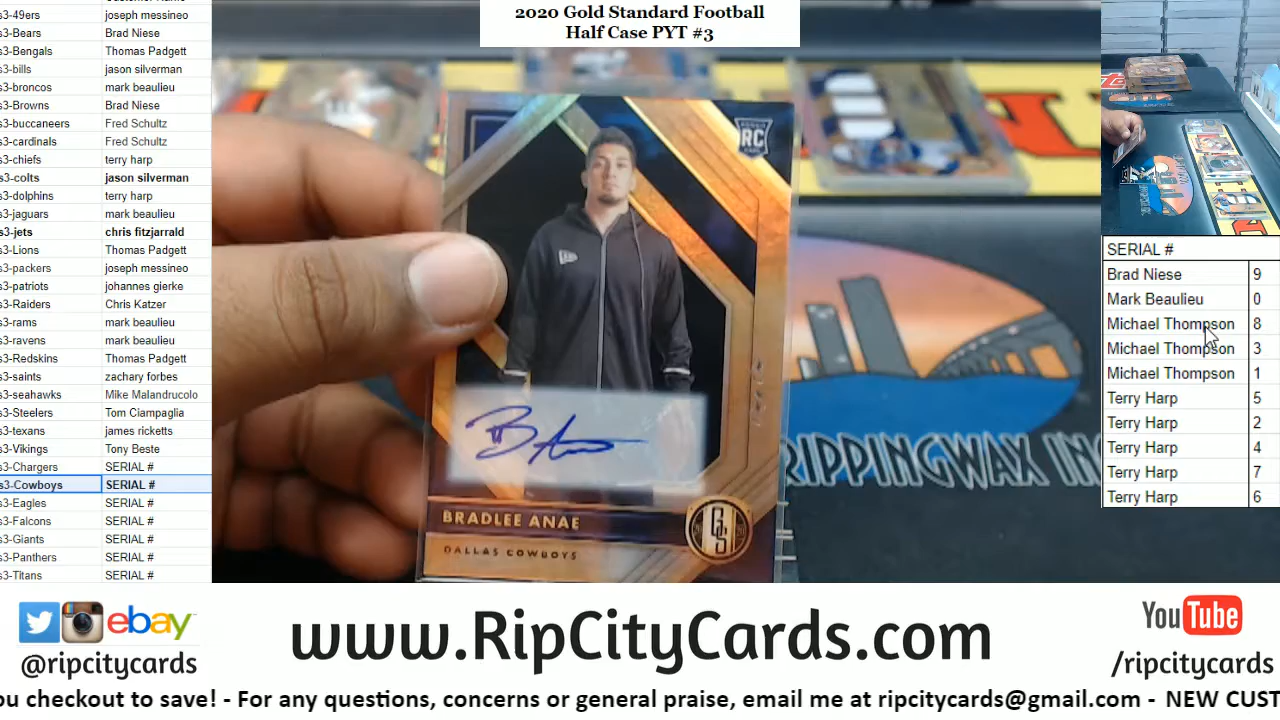 2020 Gold Standard Football
Half Case PYT #3
s3-49ers joseph messineo
s3-Bears Brad Niese
s3-Bengals Thomas Padgett
s3-bills jason silverman
s3-broncos mark beaulieu
s3-Browns Brad Niese
s3-buccaneers Fred Schultz
s3-cardinals Fred Schultz
s3-chiefs terry harp
s3-colts jason silverman
s3-dolphins terry harp
s3-jaguars mark beaulieu
s3-jets chris fitzjarrald
s3-Lions Thomas Padgett
s3-packers joseph messineo
s3-patriots johannes gierke
s3-Raiders Chris Katzer
s3-rams mark beaulieu
s3-ravens mark beaulieu
s3-Redskins Thomas Padgett
s3-saints zachary forbes
s3-seahawks Mike Malandrucolo
s3-Steelers Tom Ciampaglia
s3-texans james ricketts
s3-Vikings Tony Beste
s3-Chargers SERIAL #
s3-Cowboys SERIAL #
s3-Eagles SERIAL #
s3-Falcons SERIAL #
s3-Giants SERIAL #
s3-Panthers SERIAL #
s3-Titans SERIAL #
RC
BRADLEE ANAE
DALLAS COWBOYS
GS
RIPPINGWAX IN
SERIAL #
Brad Niese 9
Mark Beaulieu 0
Michael Thompson 8
Michael Thompson 3
Michael Thompson 1
Terry Harp 5
Terry Harp 2
Terry Harp 4
Terry Harp 7
Terry Harp 6
ebay
@ripcitycards
www.RipCityCards.com
YouTube
/ripcitycards
ou checkout to save! - For any questions, concerns or general praise, email me at ripcitycards@gmail.com - NEW CUST